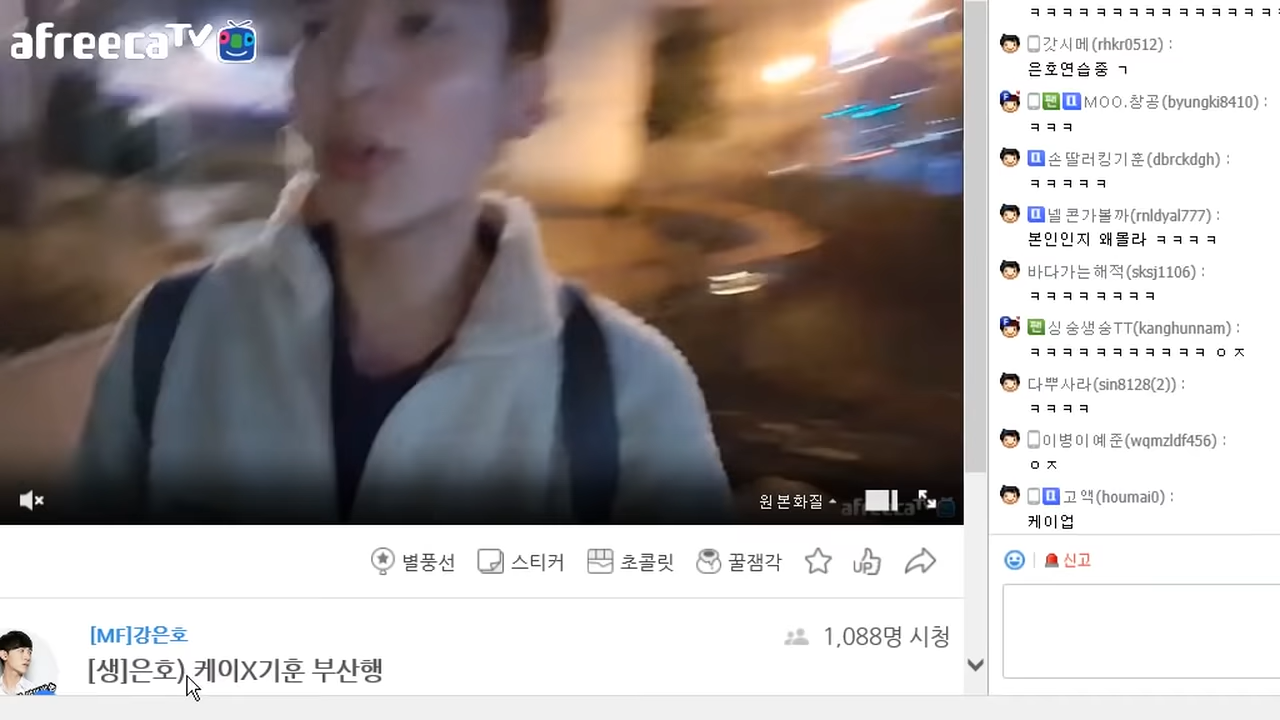 afreecaTV
원본화질
afreecaTV
별풍선 스티커 초콜릿 꿀잼각 UP
[MF]강은호
1,088명 시청
[생]은호) 케이X기훈 부산행
ㅋㅋㅋㅋㅋㅋㅋㅋㅋㅋㅋㅋㅋㅋㅋ
갓시메(rhkr0512) :
은호연습중 ㄱ
팬 MOO.창공(byungki8410) :
ㅋㅋㅋ
손딸러킹기훈(dbrckdgh) :
ㅋㅋㅋㅋㅋ
넬콘가볼까(rnldyal777) :
본인인지 왜몰라 ㅋㅋㅋㅋ
바다가는해적(sksj1106) :
ㅋㅋㅋㅋㅋㅋㅋㅋ
팬 싱숭생숭TT(kanghunnam) :
ㅋㅋㅋㅋㅋㅋㅋㅋㅋㅋㅋ ㅇㅈ
다뿌사라(sin8128(2)) :
ㅋㅋㅋㅋ
이병이예준(wqmzldf456) :
ㅇㅈ
고액(houmai0) :
케이업
신고